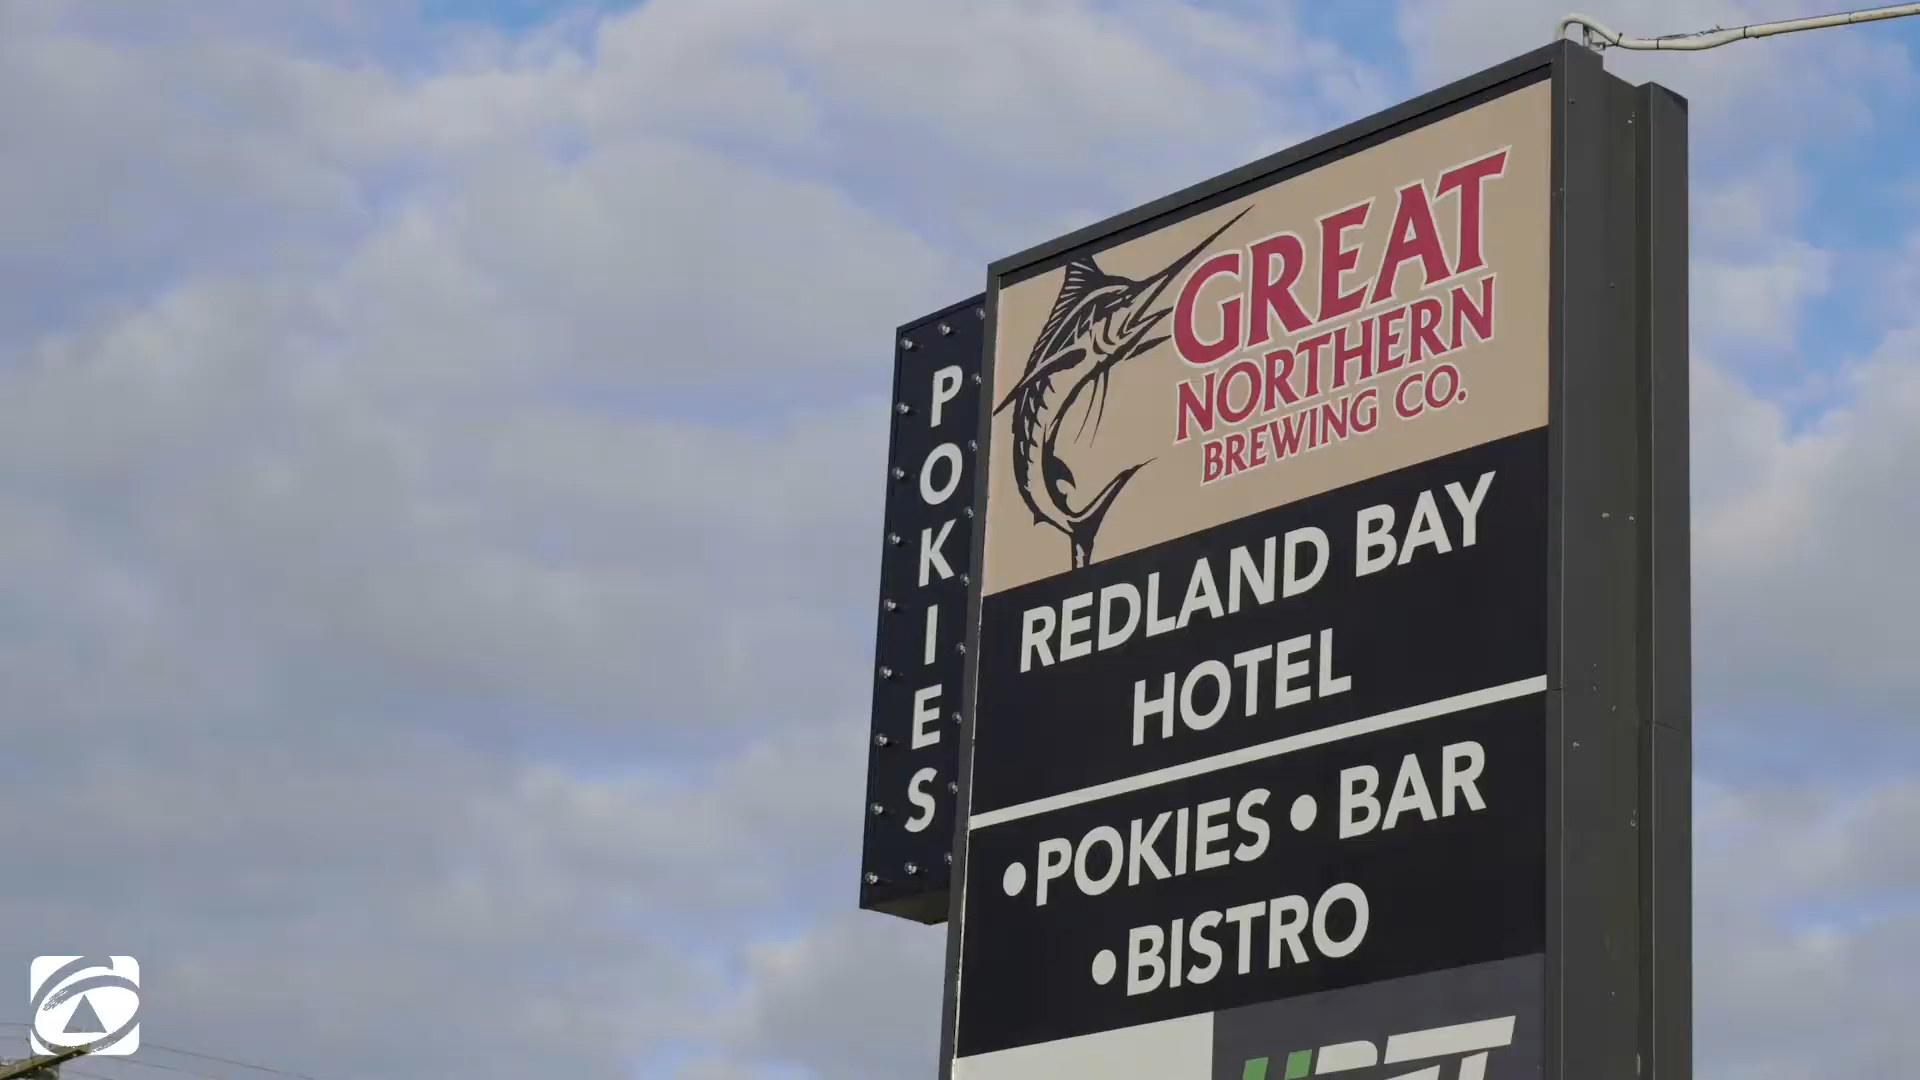 POKIES
GREAT
NORTHERN
BREWING CO.
REDLAND BAY
HOTEL
•POKIES •BAR
•BISTRO